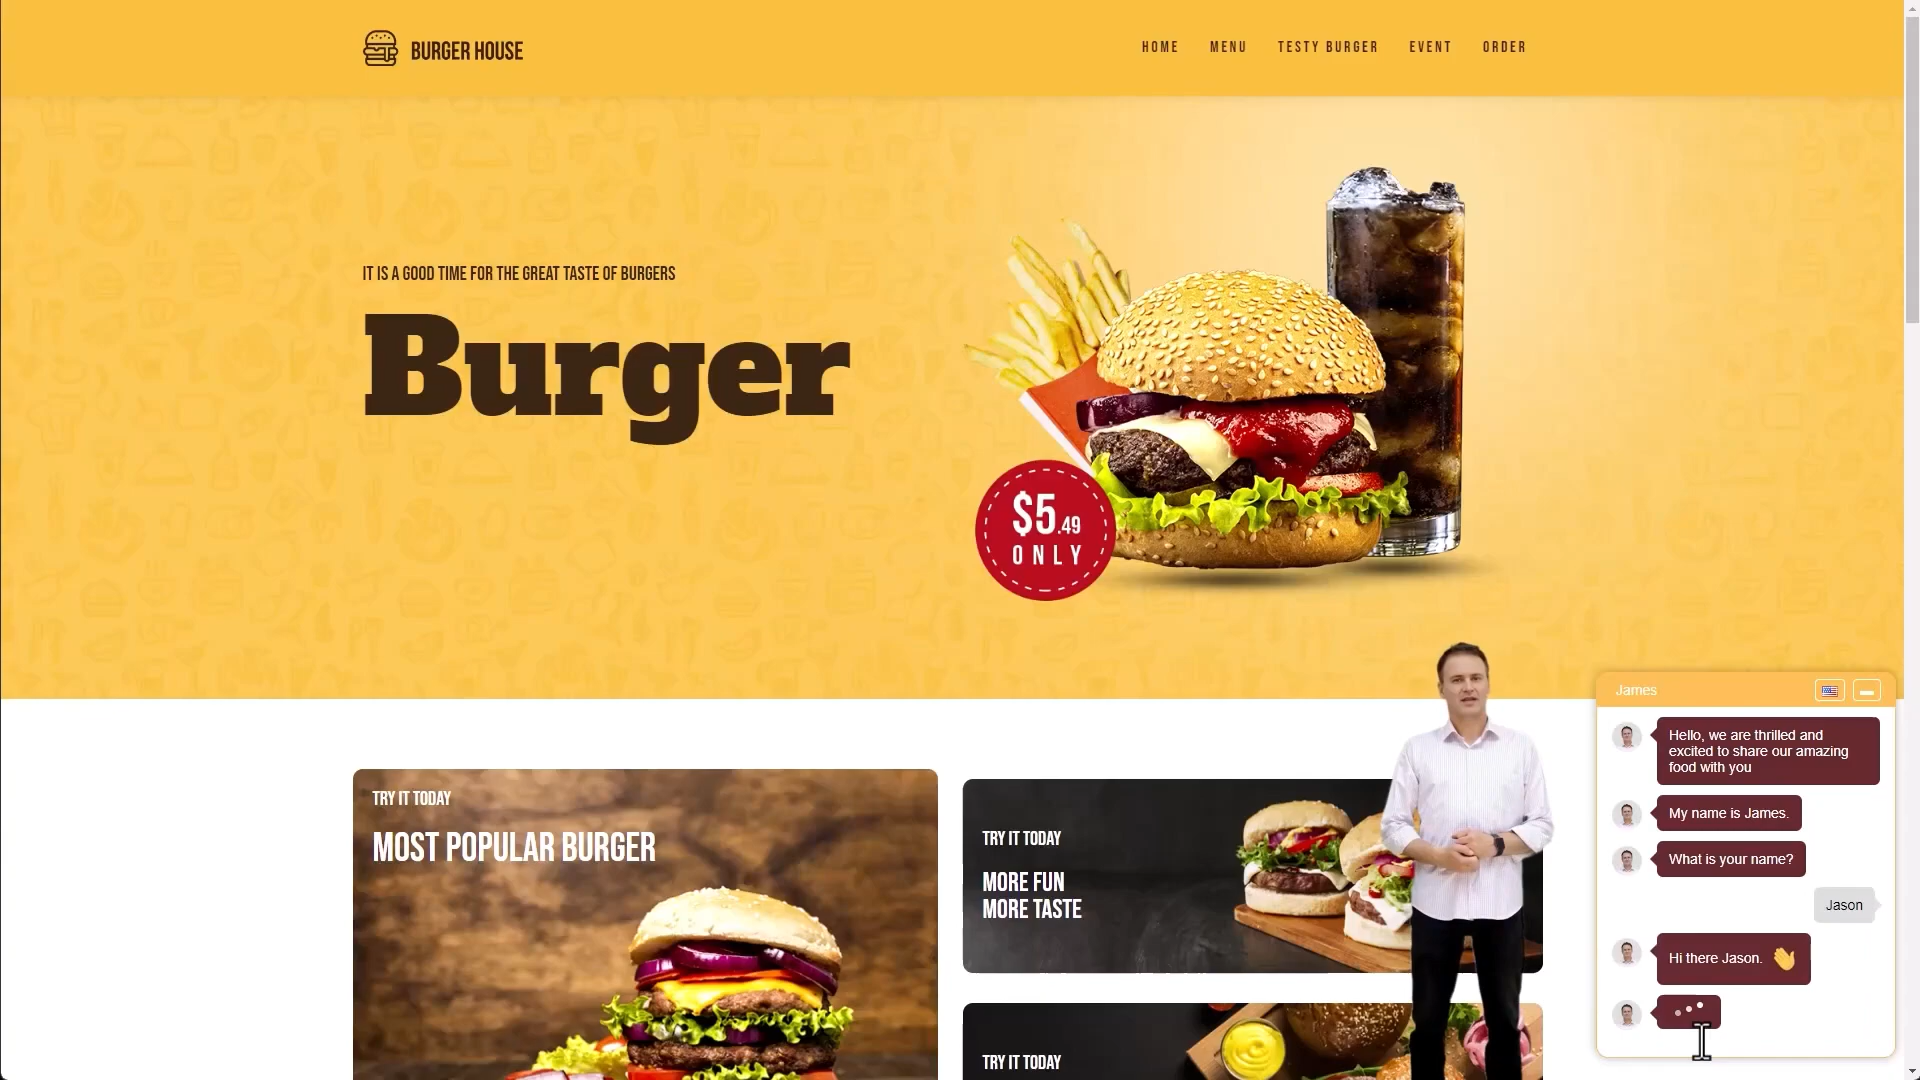 BURGER HOUSE
HOME MENU TESTY BURGER EVENT ORDER
IT IS A GOOD TIME FOR THE GREAT TASTE OF BURGERS
Burger
$5.49
ONLY
TRY IT TODAY
MOST POPULAR BURGER
TRY IT TODAY
MORE FUN
MORE TASTE
TRY IT TODAY
James
Hello, we are thrilled and
excited to share our amazing
food with you
My name is James.
What is your name?
Jason
Hi there Jason. 👋